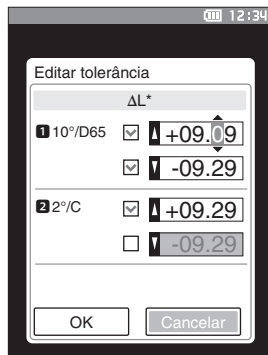 12:34
Editar tolerância
ΔL*
1 10°/D65 +09.09
-09.29
2 2°/C +09.29
-09.29
OK Cancelar